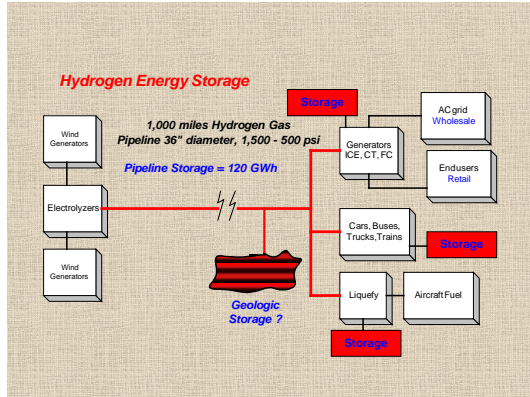 Hydrogen Energy Storage
1,000 miles Hydrogen Gas
Pipeline 36" diameter, 1,500 - 500 psi
Pipeline Storage = 120 GWh
Wind
Generators
Electrolyzers
Wind
Generators
Geologic
Storage ?
Storage
Generators
ICE, CT, FC
AC grid
Wholesale
Endusers
Retail
Cars, Buses,
Trucks,Trains
Storage
Liquefy
Aircraft Fuel
Storage